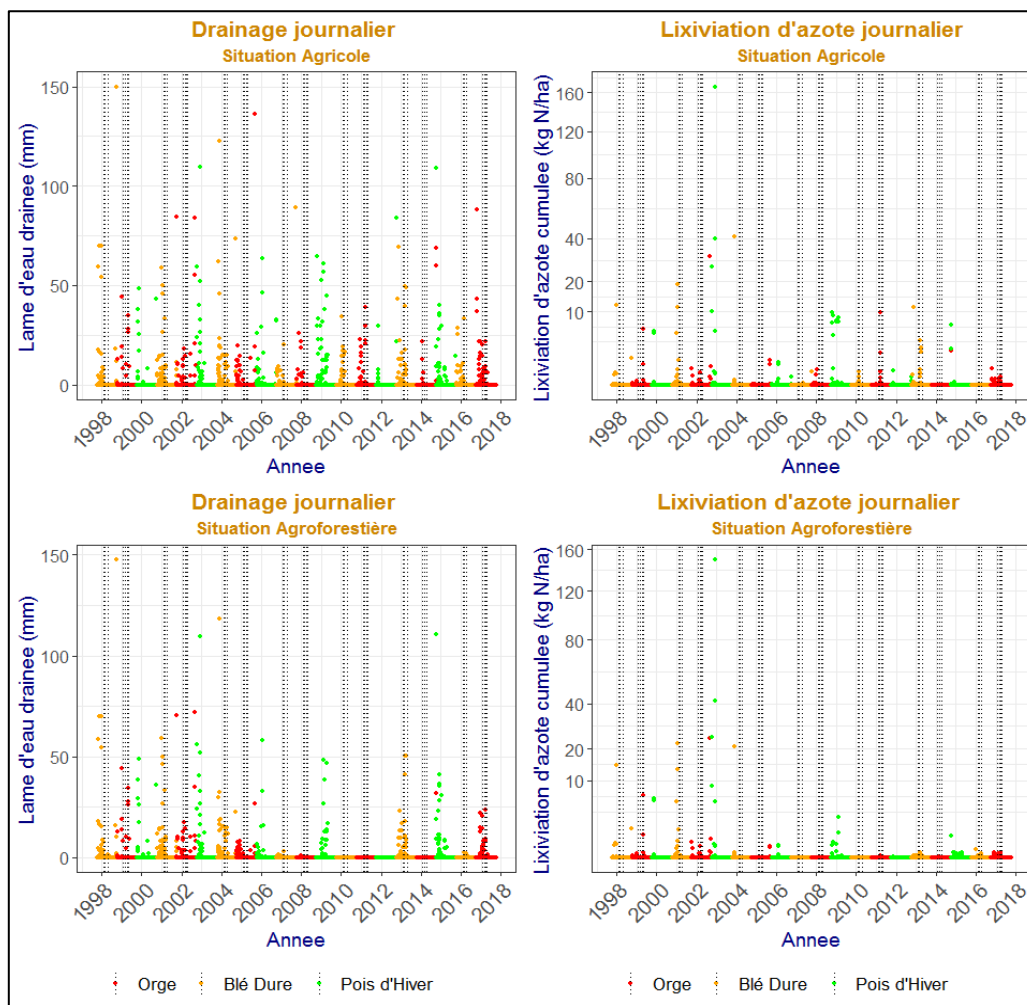 Drainage journalier
Situation Agricole
Lame d'eau drainee (mm)
150
100
50
0
1998 2000 2002 2004 2006 2008 2010 2012 2014 2016 2018
Annee
Lixiviation d'azote journalier
Situation Agricole
Lixiviation d'azote cumulee (kg N/ha)
160
120
80
40
20
10
1998 2000 2002 2004 2006 2008 2010 2012 2014 2016 2018
Annee
Drainage journalier
Situation Agroforestière
Lame d'eau drainee (mm)
150
100
50
0
1998 2000 2002 2004 2006 2008 2010 2012 2014 2016 2018
Annee
Lixiviation d'azote journalier
Situation Agroforestière
Lixiviation d'azote cumulee (kg N/ha)
160
120
80
40
20
10
1998 2000 2002 2004 2006 2008 2010 2012 2014 2016 2018
Annee
Orge Blé Dure Pois d'Hiver
Orge Blé Dure Pois d'Hiver